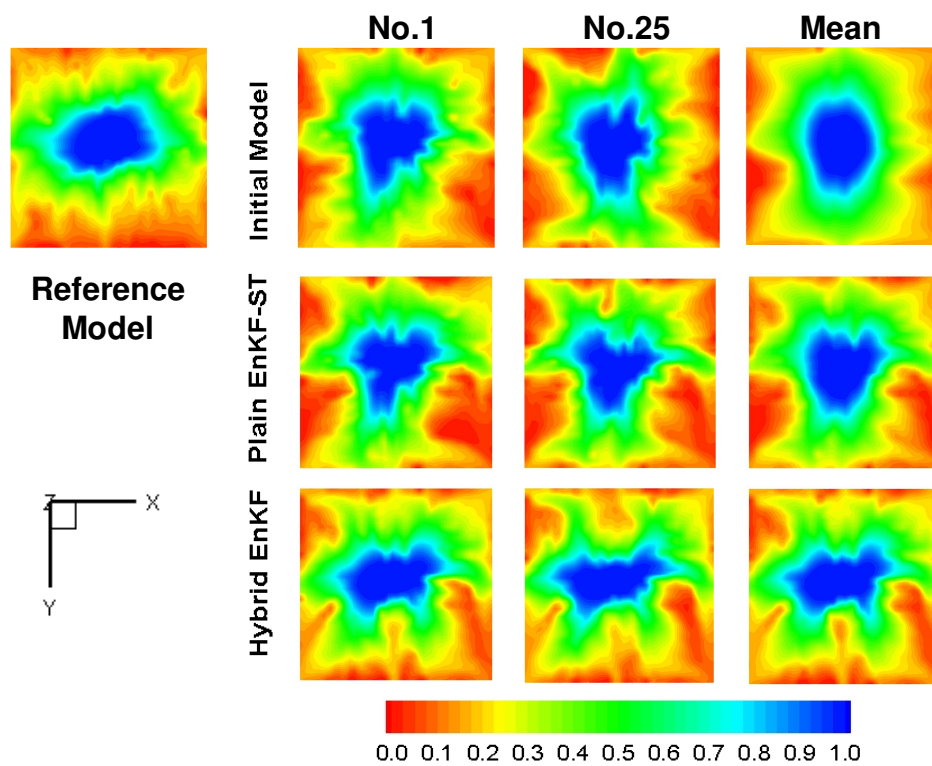 No.1 No.25 Mean
Initial Model
Reference
Model
Plain EnKF-ST
Z X
Y
Hybrid EnKF
0.0 0.1 0.2 0.3 0.4 0.5 0.6 0.7 0.8 0.9 1.0